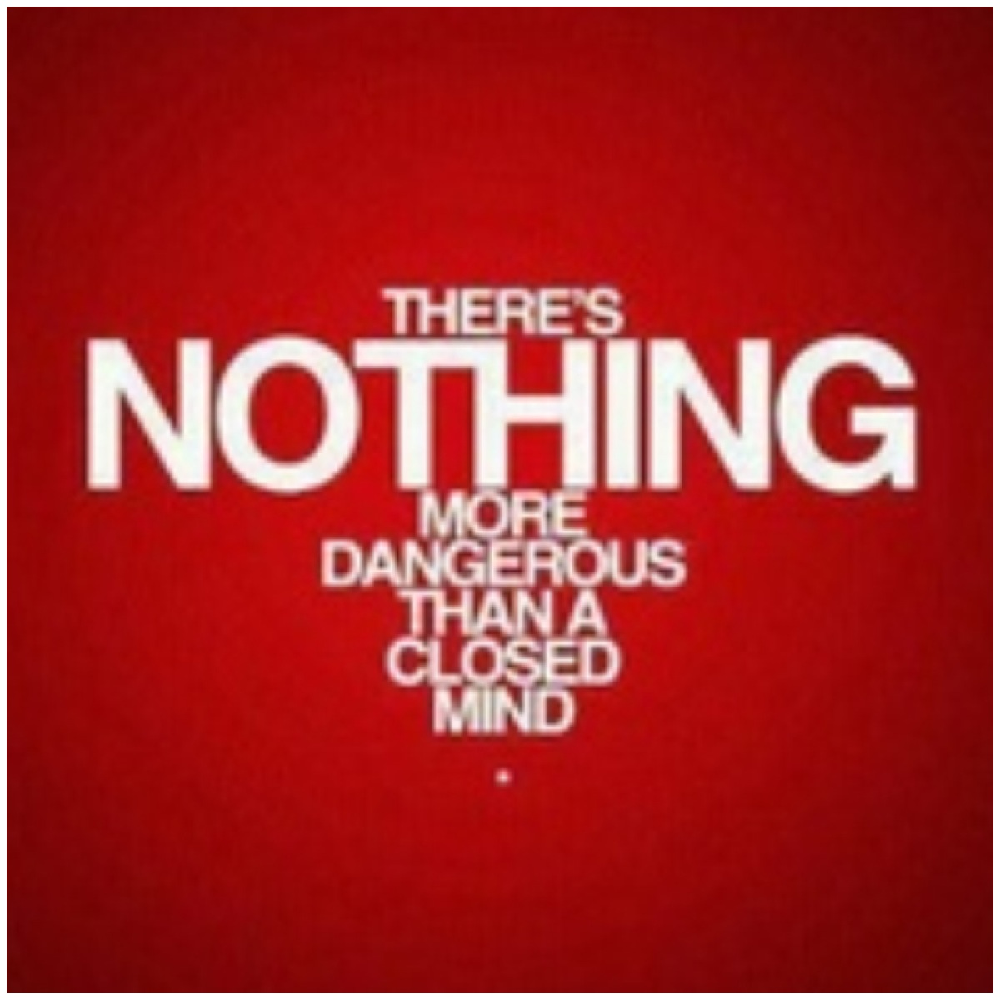 THERE'S
NOTHING
MORE
DANGEROUS
THAN A
CLOSED
MIND
.